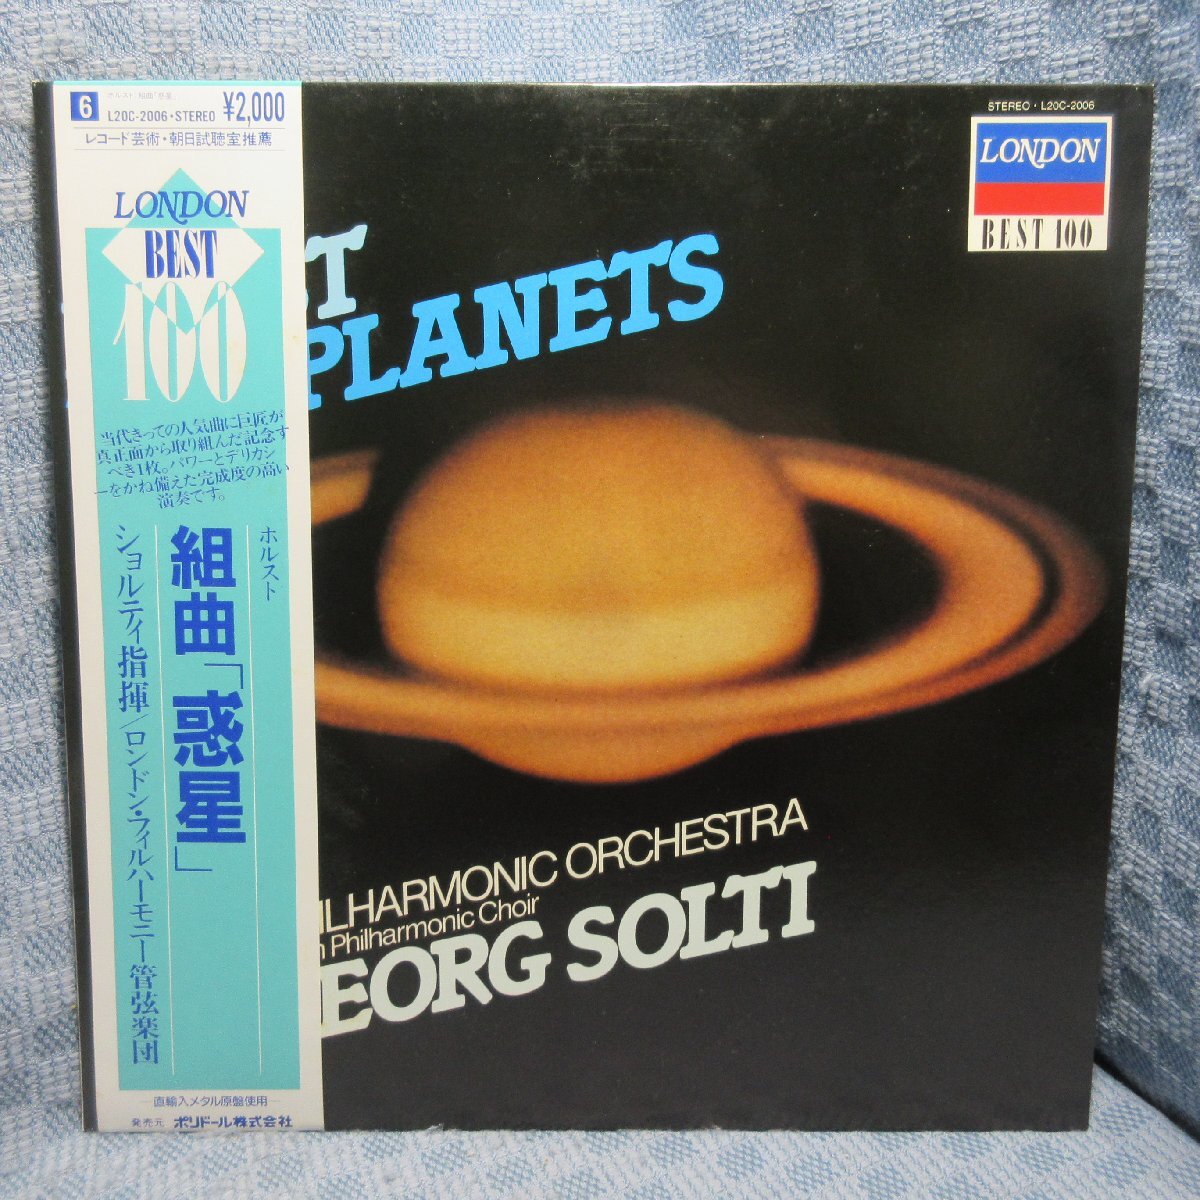 6
ホルスト 組曲「惑星」
L20C-2006・STEREO ¥2,000
レコード芸術・朝日試聴室推薦
LONDON
BEST
100
当代きっての人気曲に巨匠が
真正面から取り組んだ記念す
べき1枚。パワーとデリカシ
ーをかね備えた完成度の高い
演奏です。
ホルスト
組曲「惑星」
ショルティ指揮/ロンドン・フィルハーモニー管弦楽団
直輸入メタル原盤使用
発売元 ポリドール株式会社
STEREO・L20C-2006
LONDON
BEST 100
ST
PLANETS
ILHARMONIC ORCHESTRA
n Philharmonic Choir
EORG SOLTI